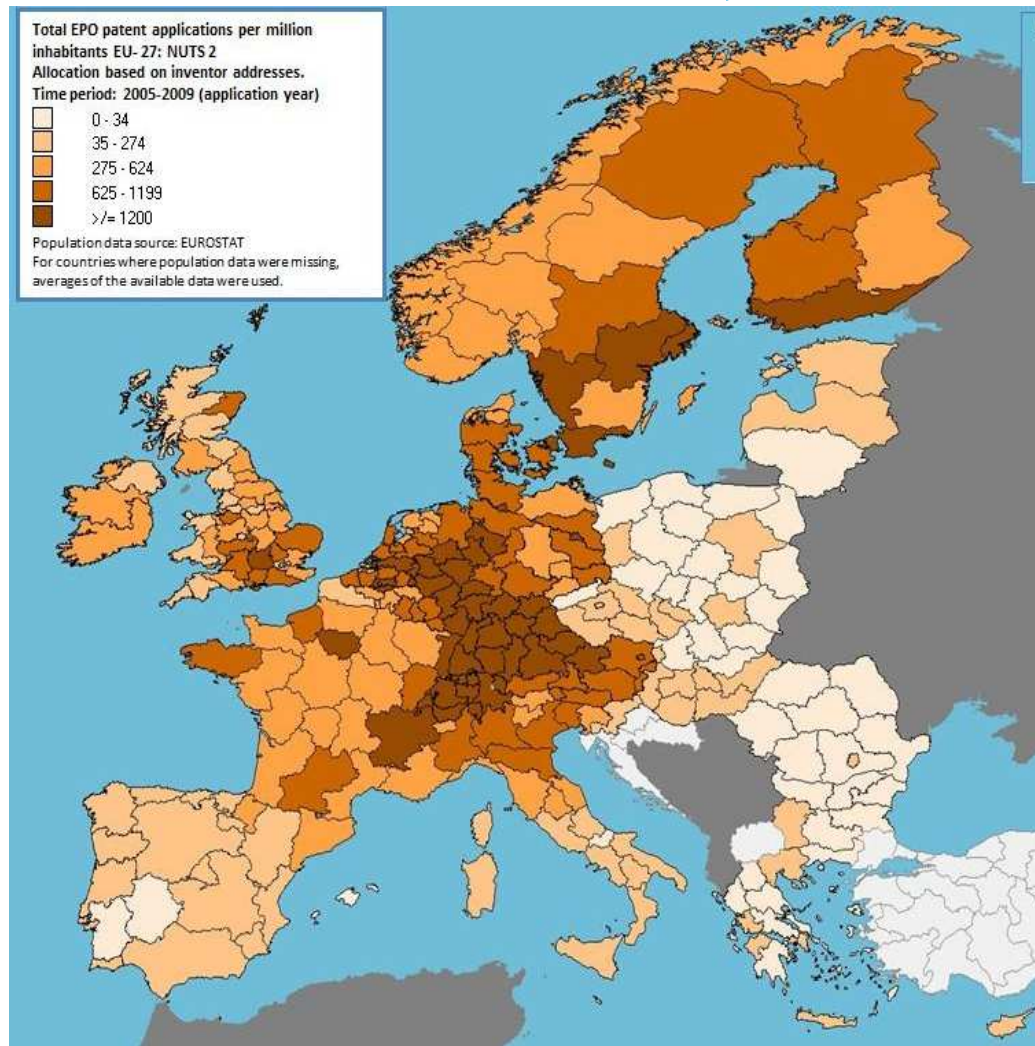 Total EPO patent applications per million
inhabitants EU- 27: NUTS 2
Allocation based on inventor addresses.
Time period: 2005-2009 (application year)
0 - 34
35 - 274
275 - 624
625 - 1199
>/= 1200
Population data source: EUROSTAT
For countries where population data were missing,
averages of the available data were used.